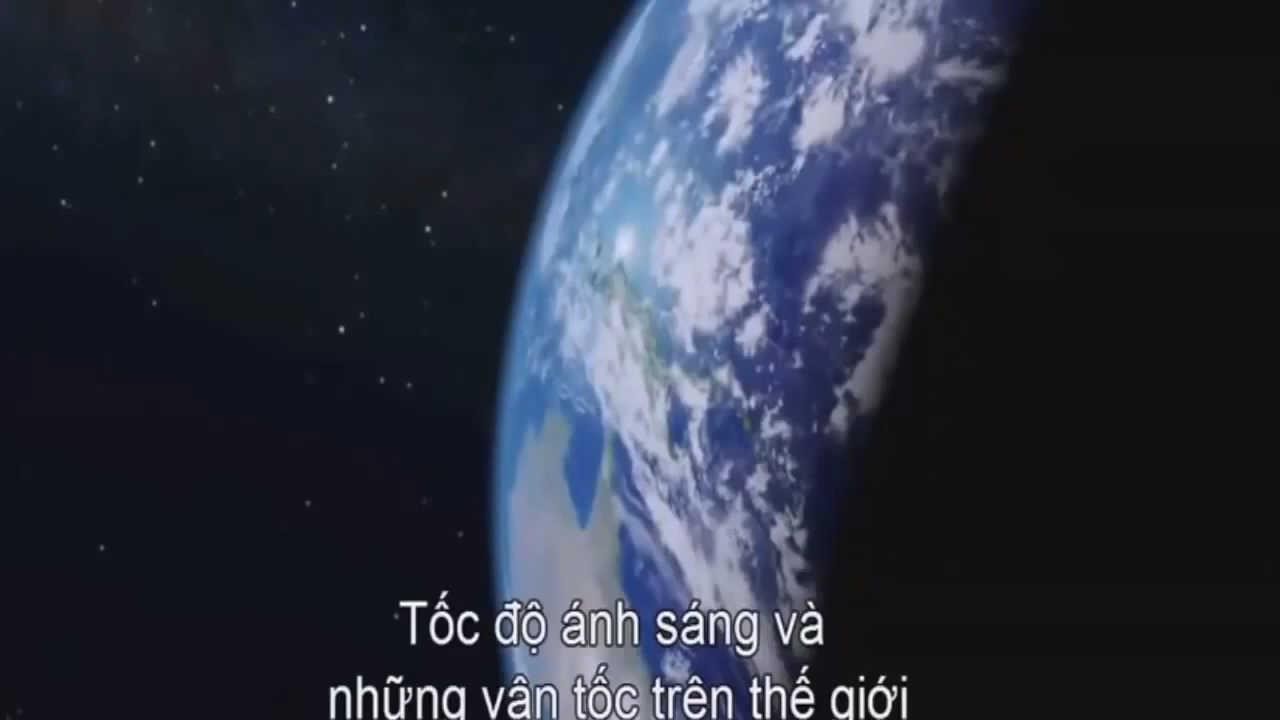 Tốc độ ánh sáng và
những vận tốc trên thế giới